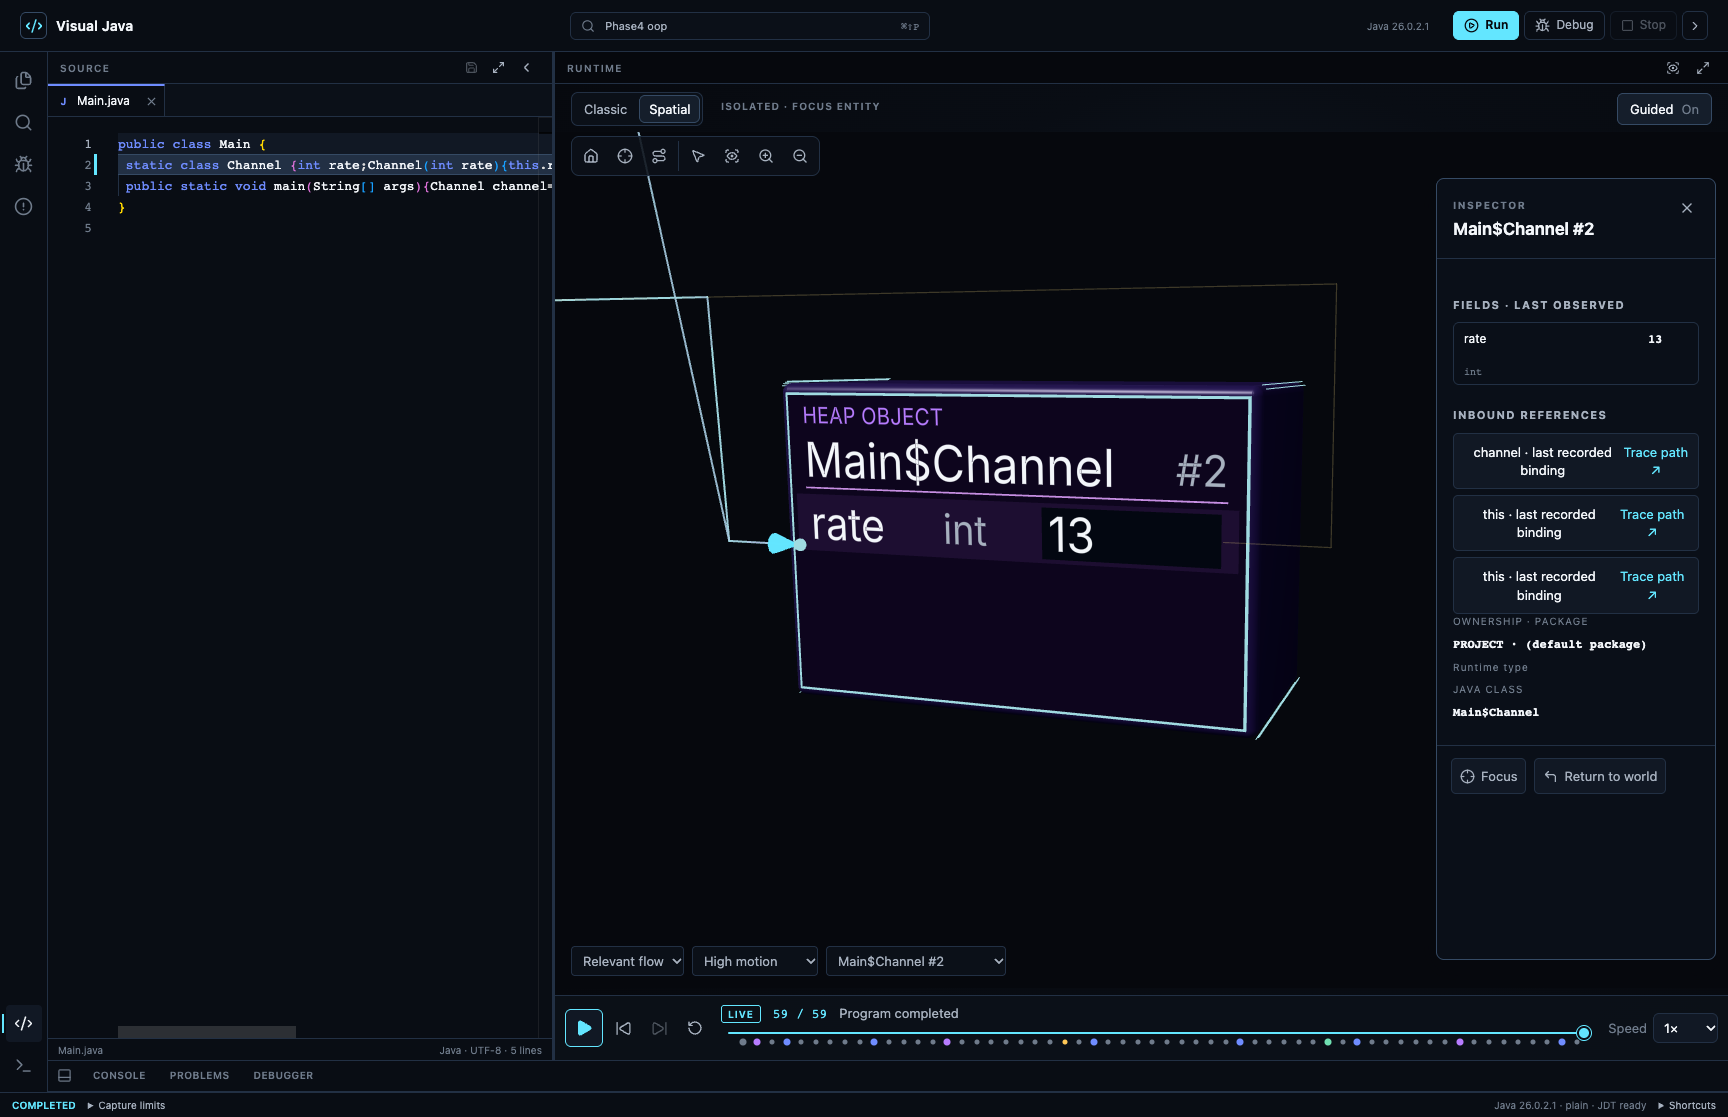 Visual Java
Phase4 oop
⌘⇧P
Java 26.0.2.1
Run
Debug
Stop
SOURCE
J Main.java
1 public class Main {
2 static class Channel {int rate;Channel(int rate){this.r
3 public static void main(String[] args){Channel channel=
4 }
5
Main.java
Java · UTF-8 · 5 lines
RUNTIME
Classic
Spatial
ISOLATED · FOCUS ENTITY
Guided On
HEAP OBJECT
Main$Channel #2
rate int 13
INSPECTOR
Main$Channel #2
FIELDS · LAST OBSERVED
rate 13
int
INBOUND REFERENCES
channel · last recorded binding Trace path ↗
this · last recorded binding Trace path ↗
this · last recorded binding Trace path ↗
OWNERSHIP · PACKAGE
PROJECT · (default package)
Runtime type
JAVA CLASS
Main$Channel
Focus
Return to world
Relevant flow
High motion
Main$Channel #2
LIVE 59 / 59 Program completed
Speed 1×
CONSOLE
PROBLEMS
DEBUGGER
COMPLETED
Capture limits
Java 26.0.2.1 · plain · JDT ready
Shortcuts